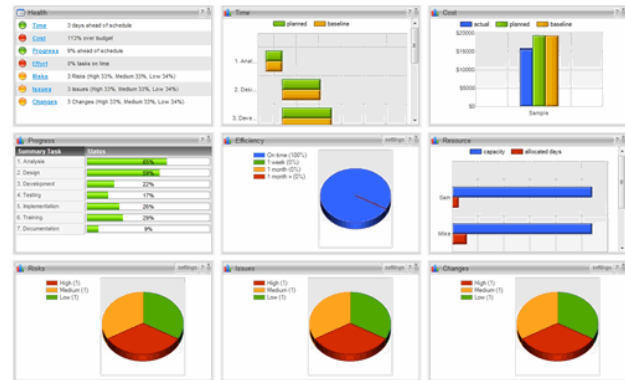 Health
Time 3 days ahead of schedule
Cost 113% over budget
Progress 9% ahead of schedule
Effort 0% tasks on time
Risks 3 Risks (High 33%, Medium 33%, Low 34%)
Issues 3 Issues (High 33%, Medium 33%, Low 34%)
Changes 3 Changes (High 33%, Medium 33%, Low 34%)
Time
planned baseline
1. Anal...
2. Desi...
3. Deve...
Cost
actual planned baseline
$20000
$15000
$10000
$5000
$0
Sample
Progress
Summary Task Status
1. Analysis 65%
2. Design 59%
3. Development 22%
4. Testing 17%
5. Implementation 26%
6. Training 29%
7. Documentation 9%
Efficiency settings ?
On-time (100%)
1 week (0%)
1 month (0%)
1 month + (0%)
Resource
capacity allocated days
Sam
Mike
Risks settings ?
High (1)
Medium (1)
Low (1)
Issues settings ?
High (1)
Medium (1)
Low (1)
Changes settings ?
High (1)
Medium (1)
Low (1)